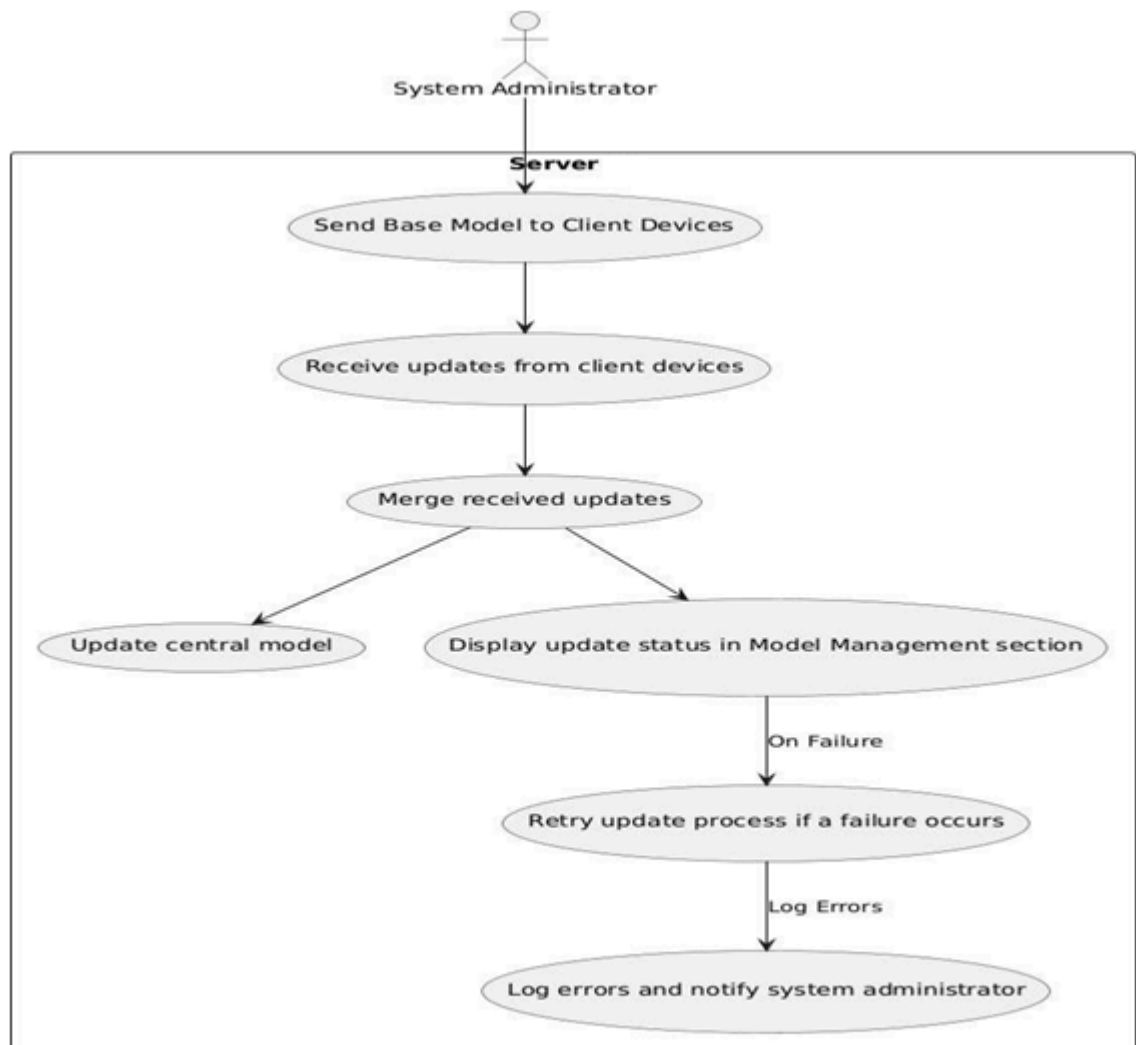 System Administrator
Server
Send Base Model to Client Devices
Receive updates from client devices
Merge received updates
Update central model
Display update status in Model Management section
On Failure
Retry update process if a failure occurs
Log Errors
Log errors and notify system administrator